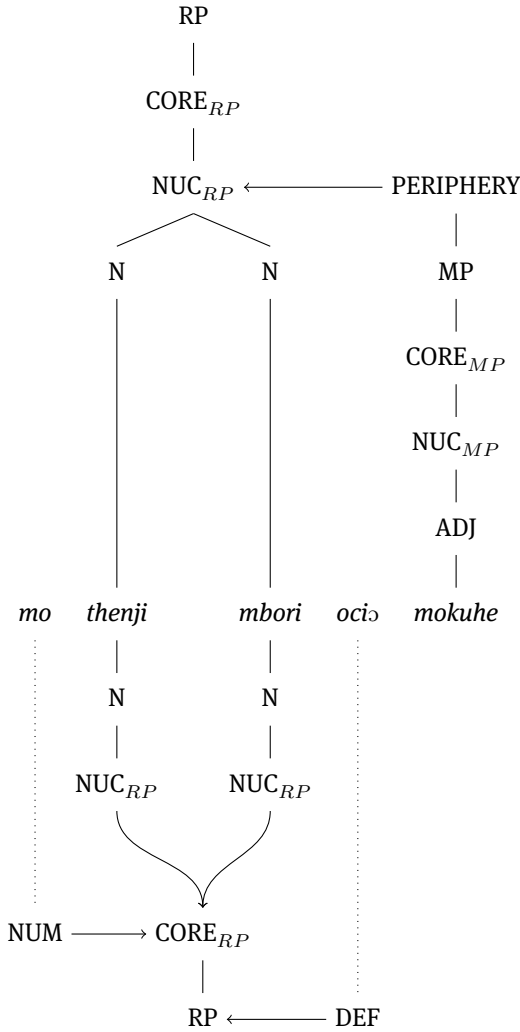 RP
CORE_RP
NUC_RP PERIPHERY
N N MP
CORE_MP
NUC_MP
ADJ
mo thenji mbori ociɔ mokuhe
N N
NUC_RP NUC_RP
NUM CORE_RP
RP DEF